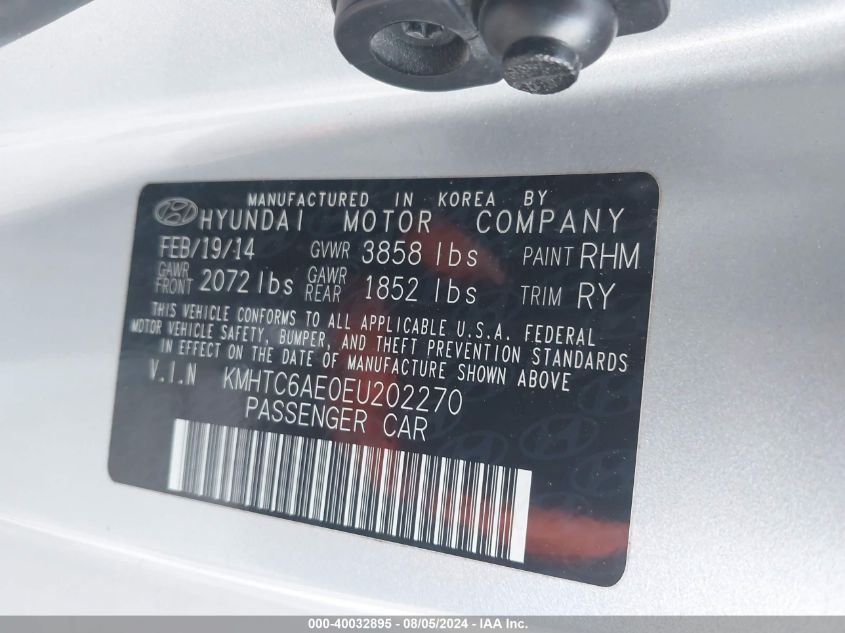 MANUFACTURED IN KOREA BY
HYUNDAI MOTOR COMPANY
FEB/19/14 GVWR 3858 lbs PAINT RHM
GAWR FRONT 2072 lbs GAWR REAR 1852 lbs TRIM RY
THIS VEHICLE CONFORMS TO ALL APPLICABLE U.S.A. FEDERAL
MOTOR VEHICLE SAFETY, BUMPER, AND THEFT PREVENTION STANDARDS
IN EFFECT ON THE DATE OF MANUFACTURE SHOWN ABOVE
V.I.N KMHTC6AE0EU202270
PASSENGER CAR
000-40032895 - 08/05/2024 - IAA Inc.